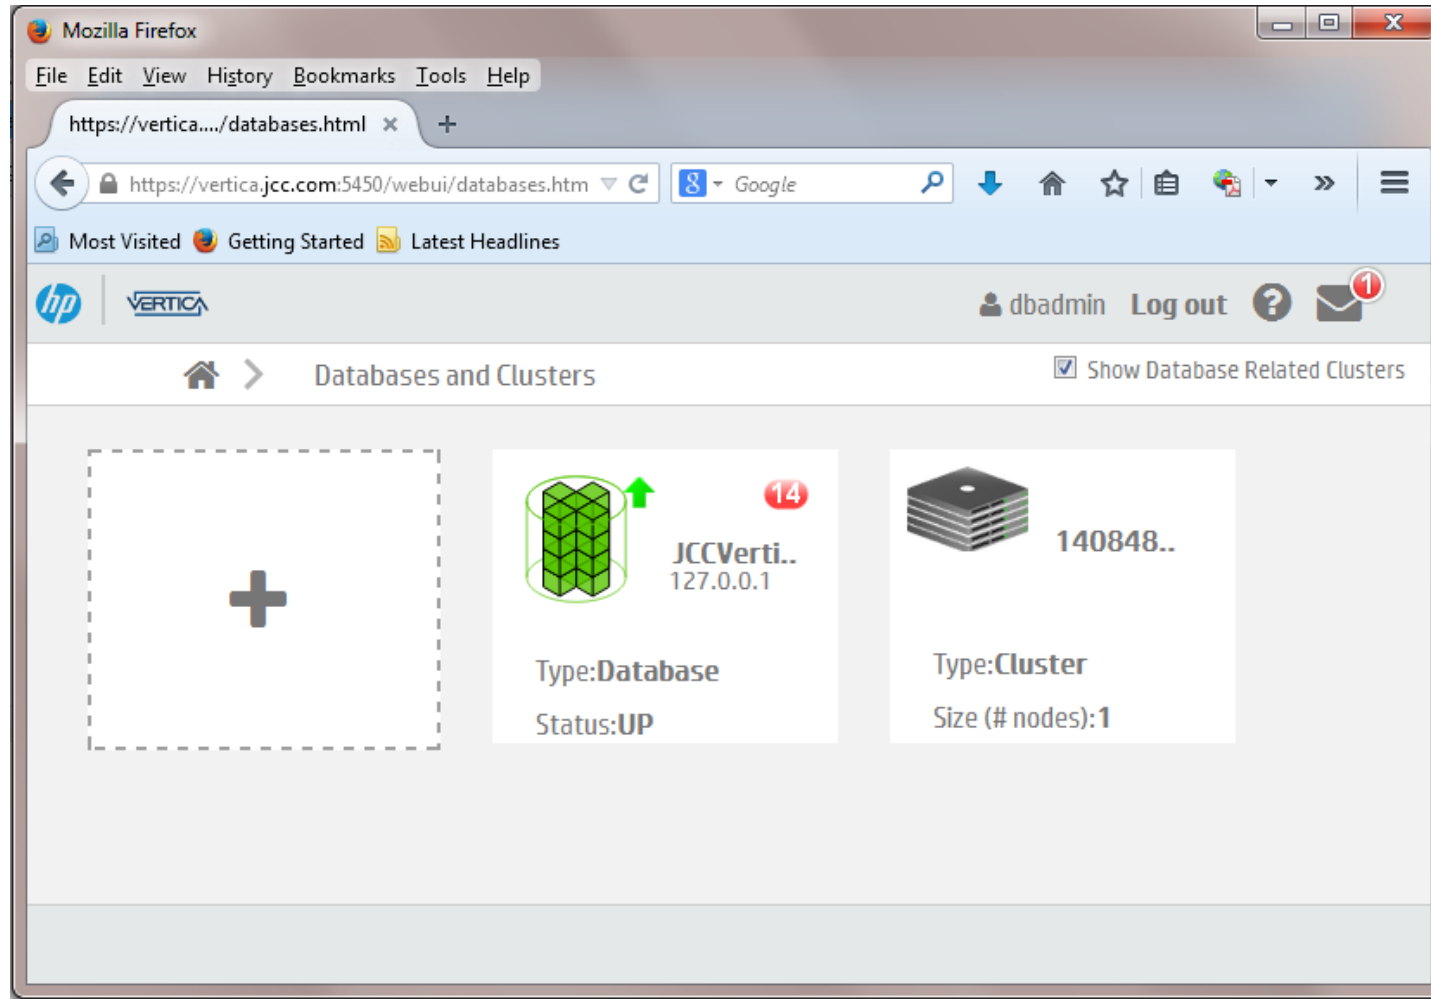 Mozilla Firefox
File Edit View History Bookmarks Tools Help
https://vertica..../databases.html
https://vertica.jcc.com:5450/webui/databases.htm
8 Google
Most Visited Getting Started Latest Headlines
hp VERTICA dbadmin Log out ? 1
Databases and Clusters Show Database Related Clusters
14
JCCVerti..
127.0.0.1
Type:Database
Status:UP
140848..
Type:Cluster
Size (# nodes):1